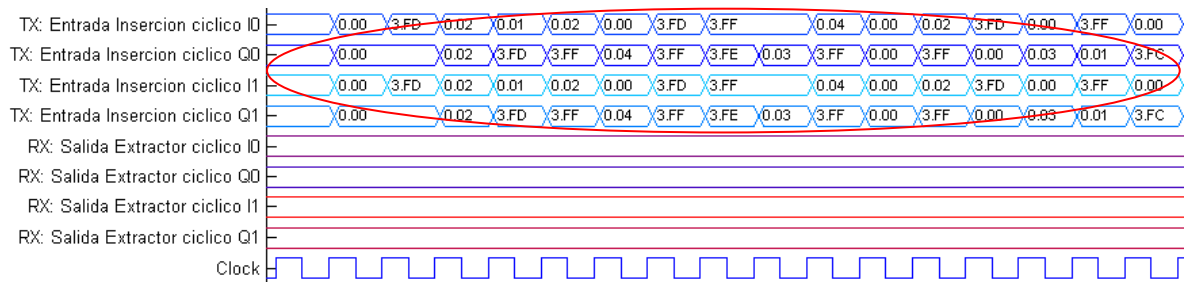 TX: Entrada Insercion ciclico I0 0.00 3.FD 0.02 0.01 0.02 0.00 3.FD 3.FF 0.04 0.00 0.02 3.FD 0.00 3.FF 0.00
TX: Entrada Insercion ciclico Q0 0.00 0.02 3.FD 3.FF 0.04 3.FF 3.FE 0.03 3.FF 0.00 3.FF 0.00 0.03 0.01 3.FC
TX: Entrada Insercion ciclico I1 0.00 3.FD 0.02 0.01 0.02 0.00 3.FD 3.FF 0.04 0.00 0.02 3.FD 0.00 3.FF 0.00
TX: Entrada Insercion ciclico Q1 0.00 0.02 3.FD 3.FF 0.04 3.FF 3.FE 0.03 3.FF 0.00 3.FF 0.00 0.03 0.01 3.FC
RX: Salida Extractor ciclico I0
RX: Salida Extractor ciclico Q0
RX: Salida Extractor ciclico I1
RX: Salida Extractor ciclico Q1
Clock